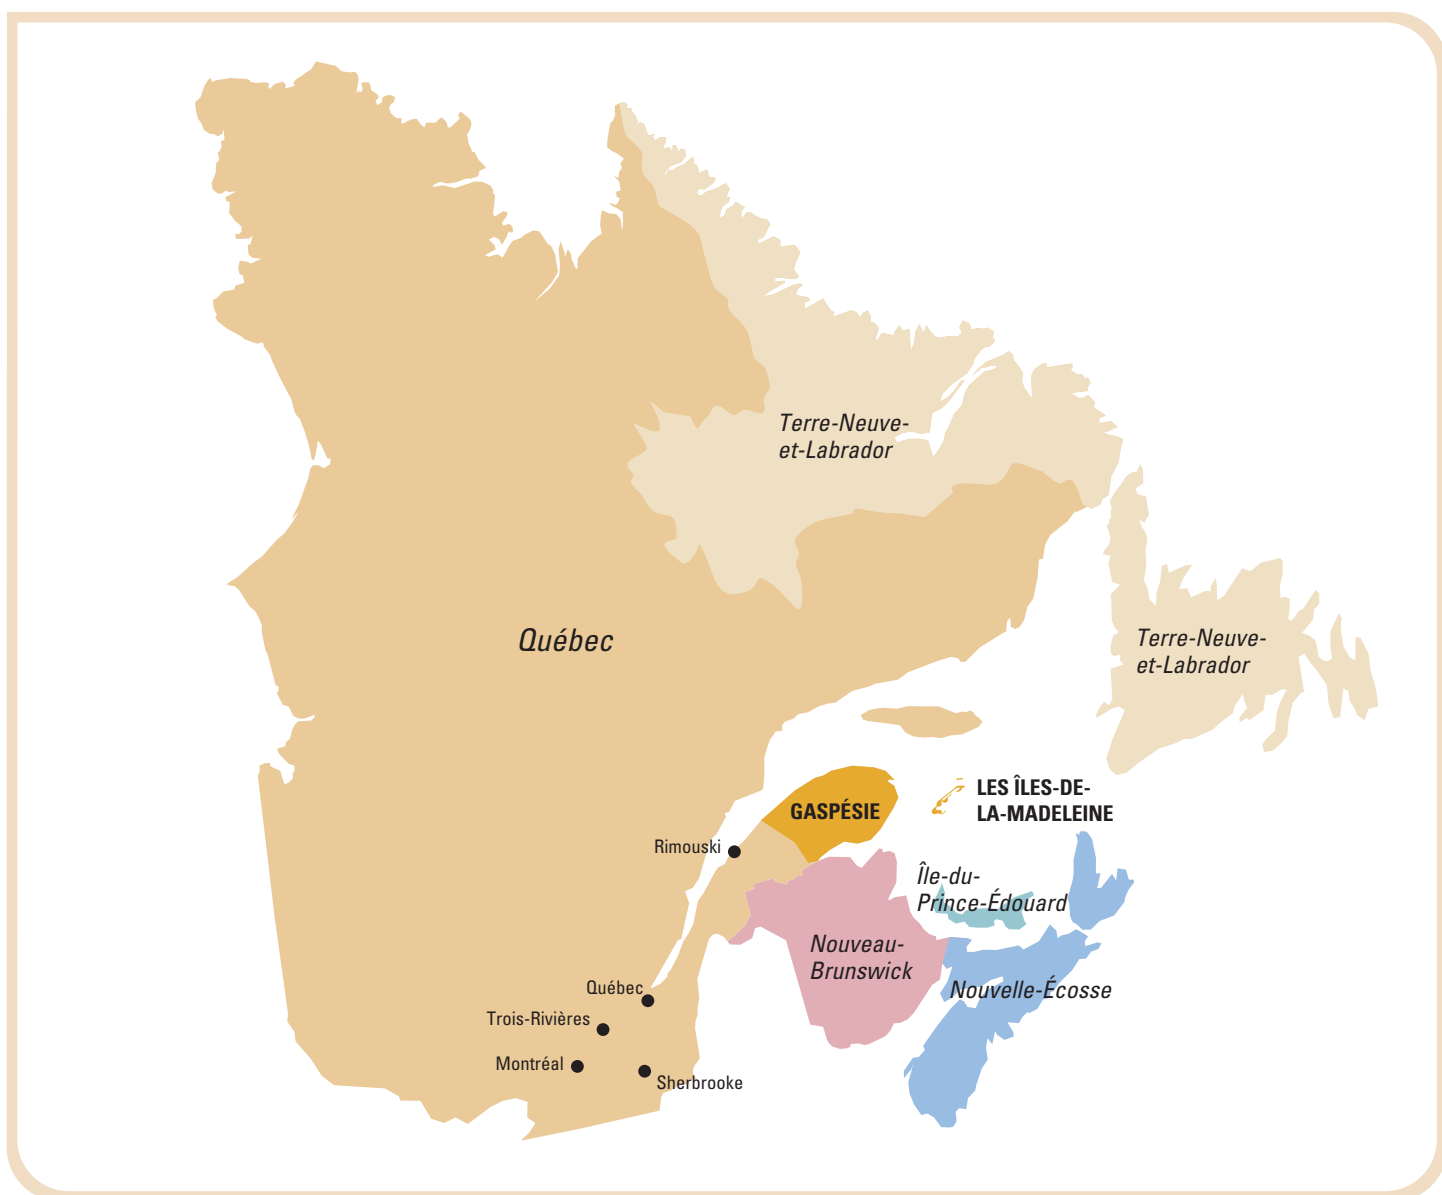 Terre-Neuve-
et-Labrador
Québec
Terre-Neuve-
et-Labrador
GASPÉSIE
LES ÎLES-DE-
LA-MADELEINE
Rimouski
Île-du-
Prince-Édouard
Nouveau-
Brunswick
Nouvelle-Écosse
Québec
Trois-Rivières
Montréal
Sherbrooke